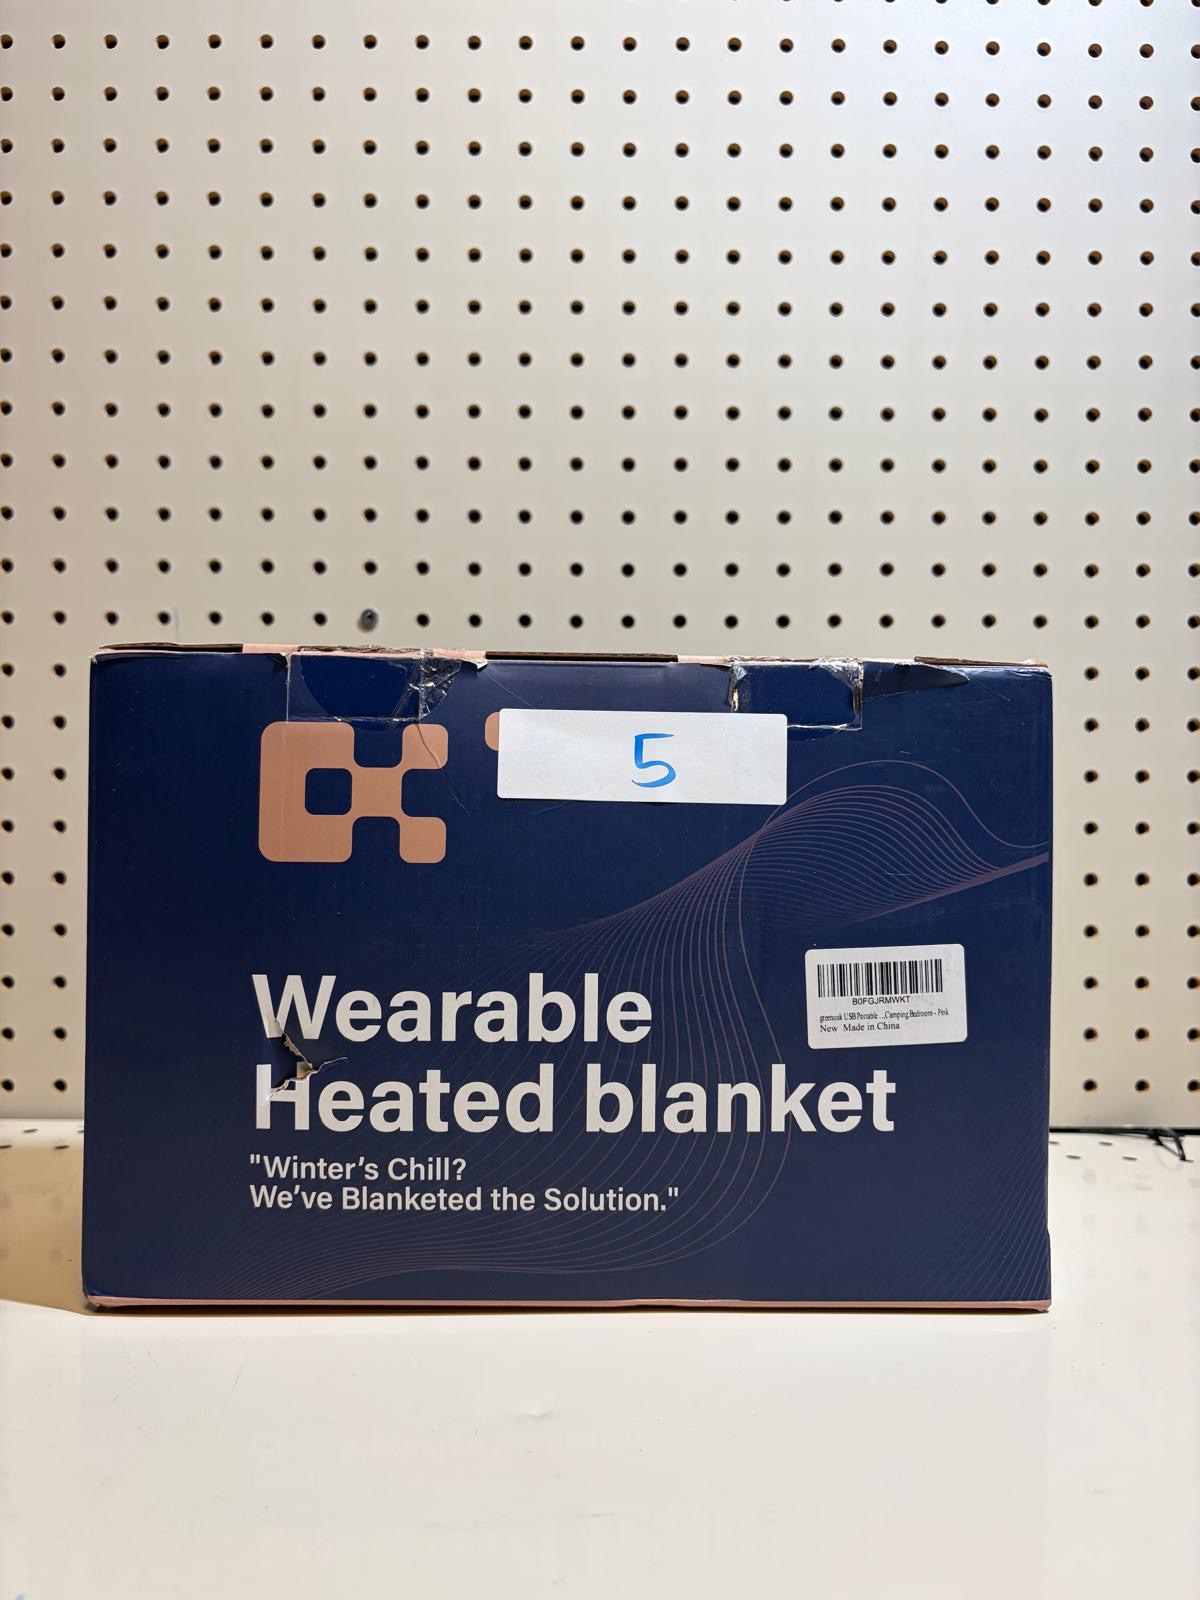 5
B0FGJRMWKT
greenoak USB Portable ...,Camping,Bedroom - Pink
New Made in China
Wearable
Heated blanket
"Winter's Chill?
We've Blanketed the Solution."